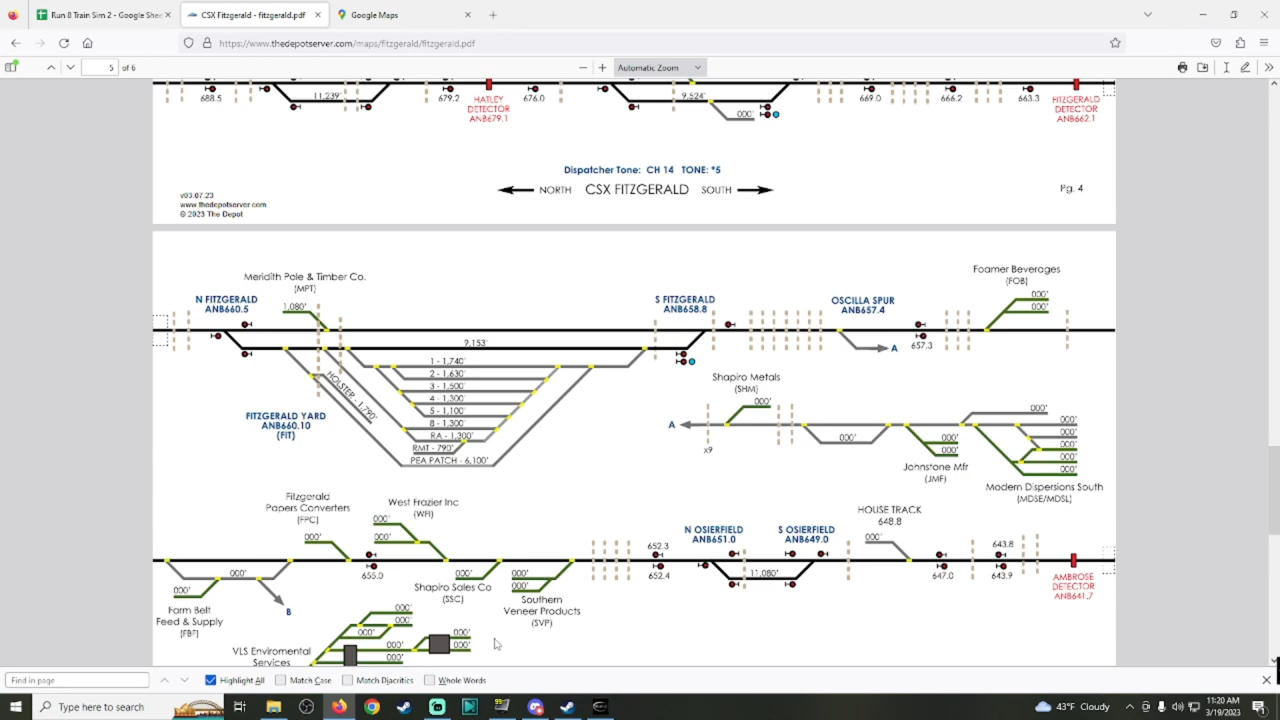 Run 8 Train Sim 2 - Shee
CSX Fitzgerald - fitzgerald.pdf
Google Maps
https://www.thedepotserver.com/maps/fitzgerald/fitzgerald.pdf
5 of 6
Automatic Zoom
688.5
11,239'
679.2
HATLEY
DETECTOR
ANB679.1
676.0
9,524'
000'
669.0
666.2
663.3
FITZGERALD
DETECTOR
ANB662.1
Dispatcher Tone: CH 14 TONE: *5
NORTH CSX FITZGERALD SOUTH
Pg. 4
v03.07.23
www.thedepotserver.com
© 2023 The Depot
Meridith Pole & Timber Co.
(MPT)
1,080'
N FITZGERALD
ANB660.5
S FITZGERALD
ANB658.8
OSCILLA SPUR
ANB657.4
Foamer Beverages
(FOB)
000'
000'
9,153'
657.3
A
1 - 1,740'
2 - 1,630'
3 - 1,500'
4 - 1,300'
5 - 1,100'
8 - 1,300'
RA - 1,300'
RMT - 790'
PEA PATCH - 6,100'
HOLSTEP - 1,790'
FITZGERALD YARD
ANB660.10
(FIT)
Shapiro Metals
(SHM)
000'
A
x9
000'
000'
000'
Johnstone Mfr
(JMF)
000'
000'
000'
000'
000'
000'
Modern Dispersions South
(MDSE/MDSL)
Fitzgerald
Papers Converters
(FPC)
000'
West Frazier Inc
(WFI)
000'
000'
N OSIERFIELD
ANB651.0
S OSIERFIELD
ANB649.0
HOUSE TRACK
648.8
000'
000'
000'
B
Farm Belt
Feed & Supply
(FBF)
655.0
000'
Shapiro Sales Co
(SSC)
000'
000'
Southern
Veneer Products
(SVP)
652.3
652.4
11,080'
647.0
643.8
643.9
AMBROSE
DETECTOR
ANB641.7
VLS Enviromental
Services
000'
000'
000'
000'
000'
000'
000'
Find in page
Highlight All
Match Case
Match Diacritics
Whole Words
Type here to search
43°F Cloudy
11:20 AM
3/19/2023